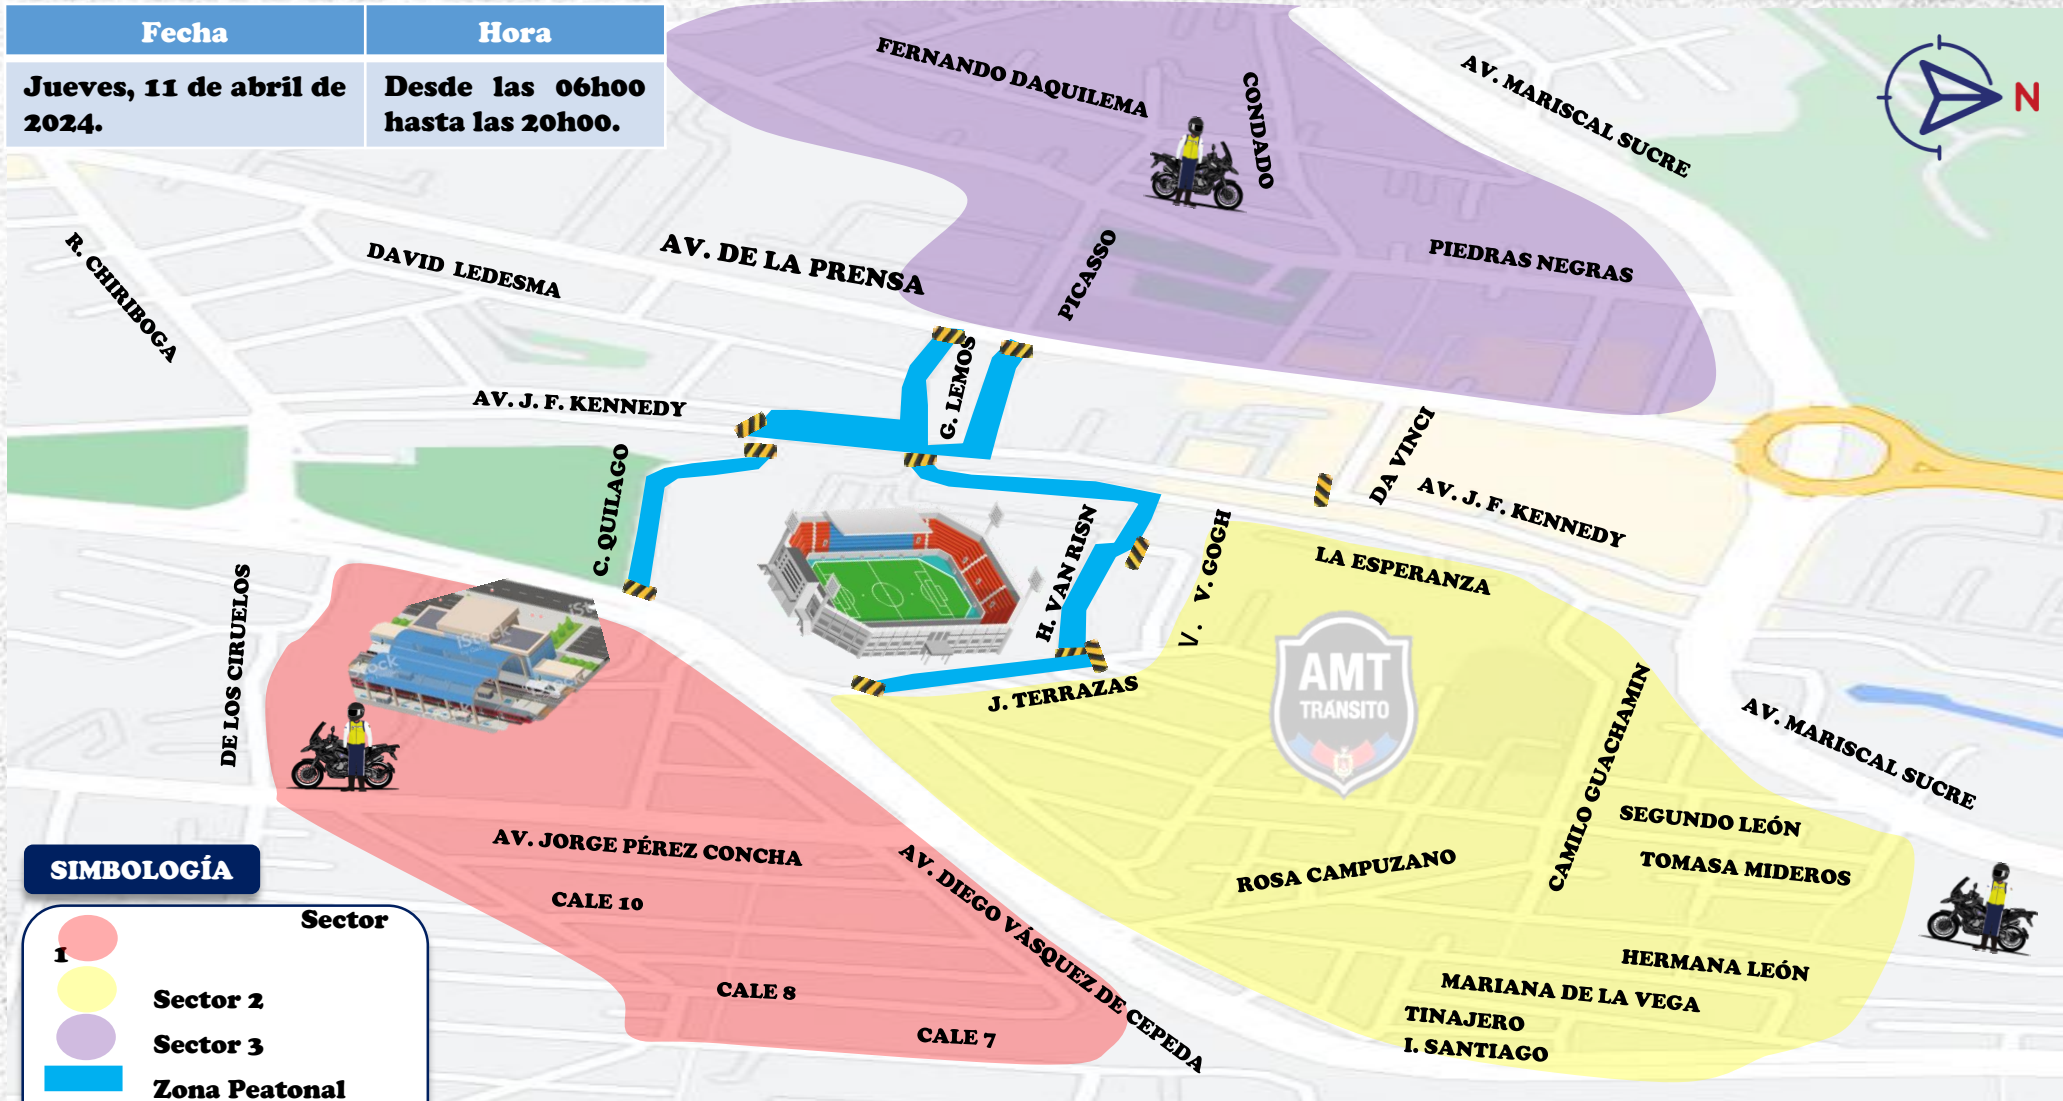 Fecha
Hora
Jueves, 11 de abril de
2024.
Desde las 06h00
hasta las 20h00.
FERNANDO DAQUILEMA
CONDADO
AV. MARISCAL SUCRE
N
R. CHIRIBOGA
DAVID LEDESMA
AV. DE LA PRENSA
PICASSO
PIEDRAS NEGRAS
AV. J. F. KENNEDY
G. LEMOS
C. QUILAGO
DA VINCI
AV. J. F. KENNEDY
H. VAN RISN
V. V. GOGH
LA ESPERANZA
DE LOS CIRUELOS
iStock
J. TERRAZAS
AMT
TRÁNSITO
CAMILO GUACHAMIN
AV. MARISCAL SUCRE
SEGUNDO LEÓN
TOMASA MIDEROS
ROSA CAMPUZANO
AV. JORGE PÉREZ CONCHA
CALE 10
AV. DIEGO VÁSQUEZ DE CEPEDA
CALE 8
CALE 7
HERMANA LEÓN
MARIANA DE LA VEGA
TINAJERO
I. SANTIAGO
SIMBOLOGÍA
Sector
1
Sector 2
Sector 3
Zona Peatonal